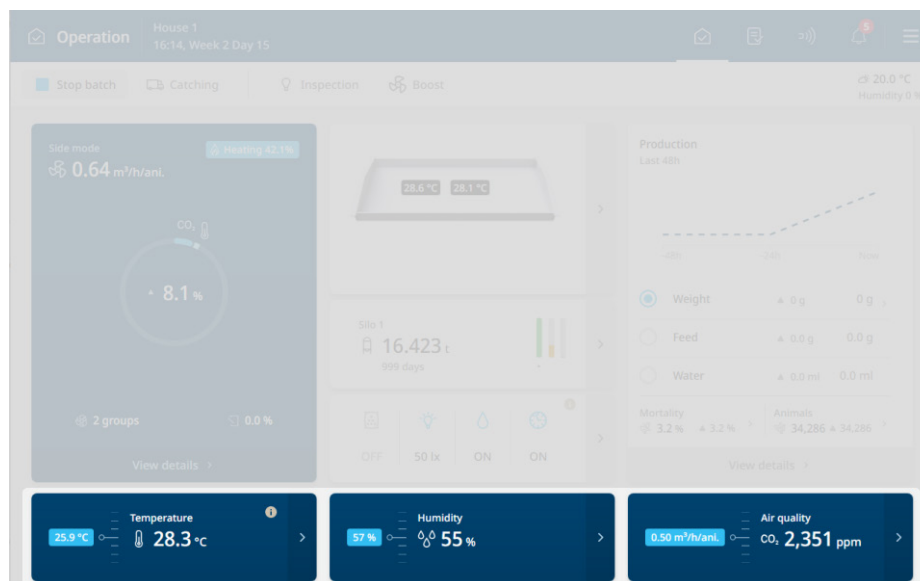 Operation
House 1
16:14, Week 2 Day 15
5
Stop batch
Catching
Inspection
Boost
20.0 °C
Humidity 0 %
Side mode
Heating 42.1%
0.64 m³/h/ani.
CO₂
8.1 %
2 groups
0.0 %
View details
28.6 °C 28.1 °C
Silo 1
16.423 t
999 days
OFF
50 lx
ON
ON
Production
Last 48h
-24h
Now
Weight ▲ 0 g 0 g
Feed ▲ 0.0 g 0.0 g
Water ▲ 0.0 ml 0.0 ml
Mortality
3.2 % ▲ 3.2 %
Animals
34,286 ▲ 34,286
View details
Temperature
25.9 °C
28.3 °C
Humidity
57 %
55 %
Air quality
0.50 m³/h/ani.
CO₂ 2,351 ppm